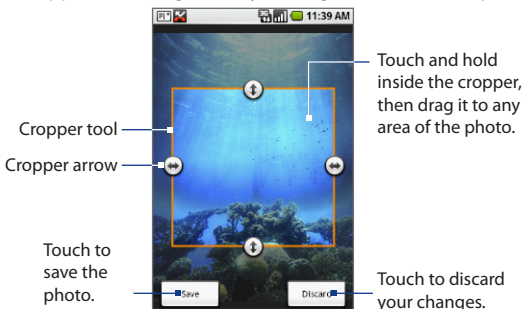 11:39 AM
Touch and hold
inside the cropper,
then drag it to any
area of the photo.
Cropper tool
Cropper arrow
Touch to
save the
photo.
Save
Discard
Touch to discard
your changes.